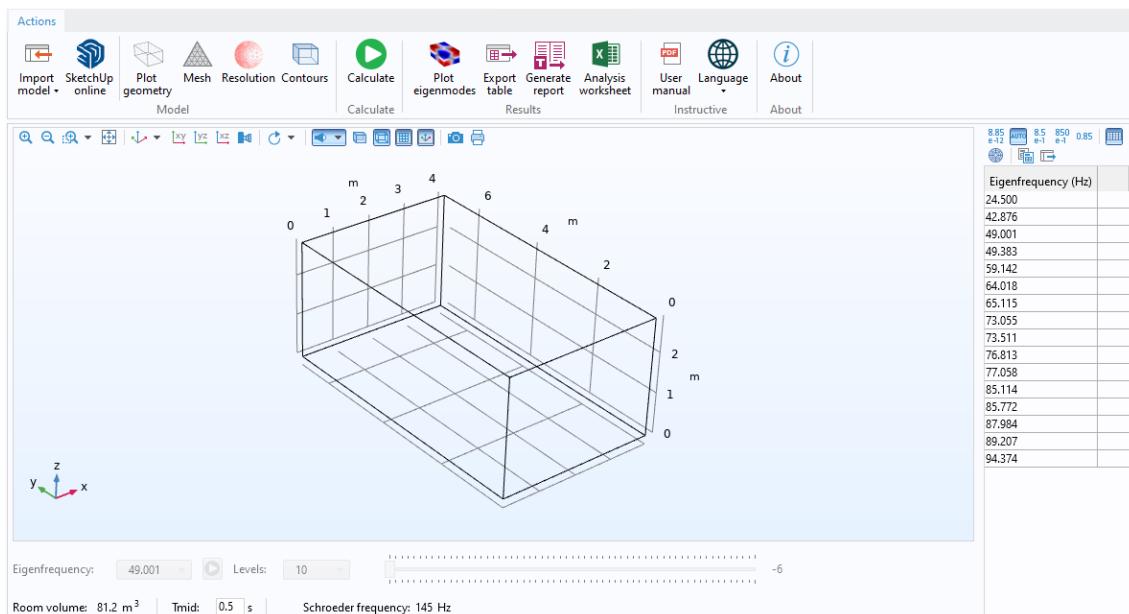 Actions
Import model
SketchUp online
Plot geometry
Mesh
Resolution
Contours
Calculate
Plot eigenmodes
Export table
Generate report
Analysis worksheet
PDF
User manual
Language
About
Model
Calculate
Results
Instructive
About
xy
yz
xz
8.85 e-12
AUTO
8.5 e-1
850 e-1
0.85
m
0
1
2
3
4
6
4
2
0
m
2
1
0
m
z
y
x
Eigenfrequency (Hz)
24.500
42.876
49.001
49.383
59.142
64.018
65.115
73.055
73.511
76.813
77.058
85.114
85.772
87.984
89.207
94.374
Eigenfrequency: 49.001 Levels: 10 -6
Room volume: 81.2 m³ Tmid: 0.5 s Schroeder frequency: 145 Hz